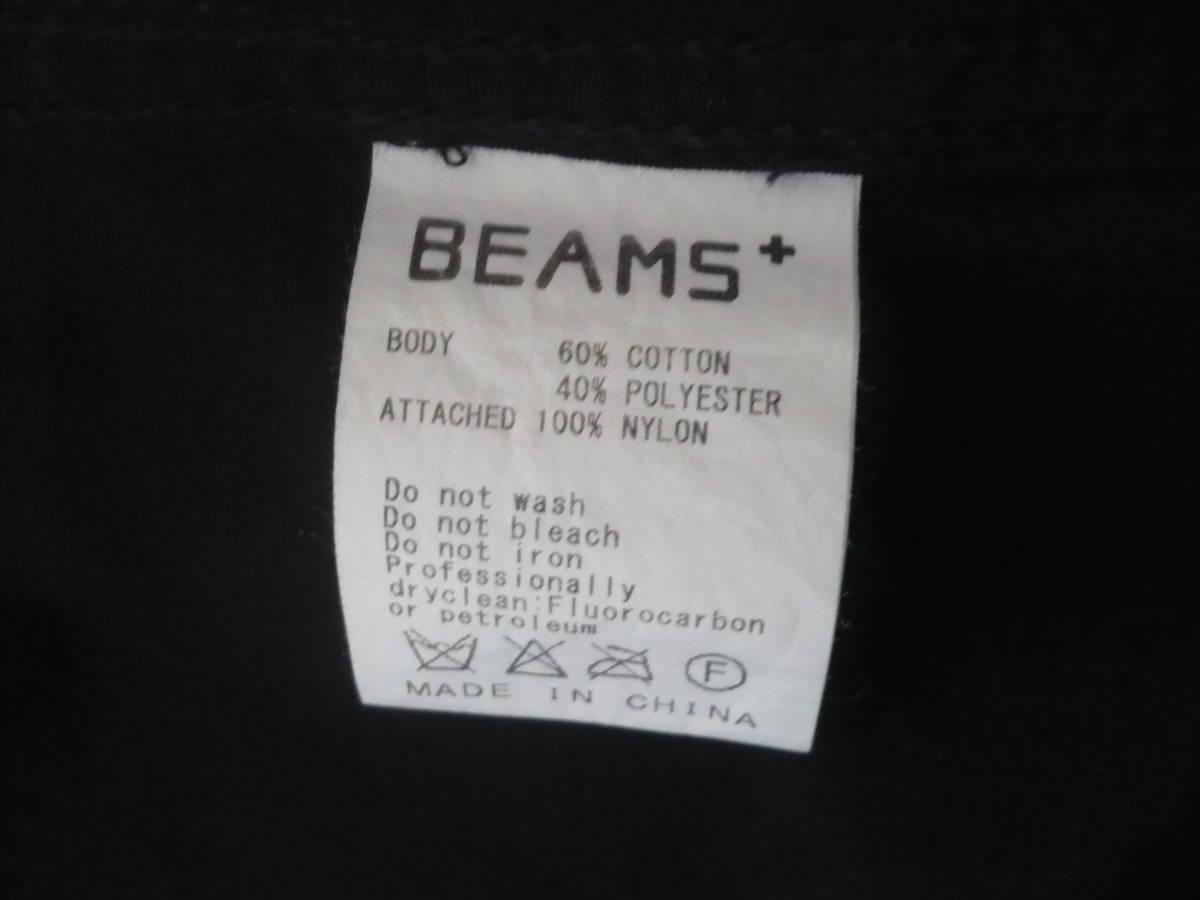 BEAMS+
BODY 60% COTTON
40% POLYESTER
ATTACHED 100% NYLON
Do not wash
Do not bleach
Do not iron
Professionally
dryclean:Fluorocarbon
or petroleum
F
MADE IN CHINA